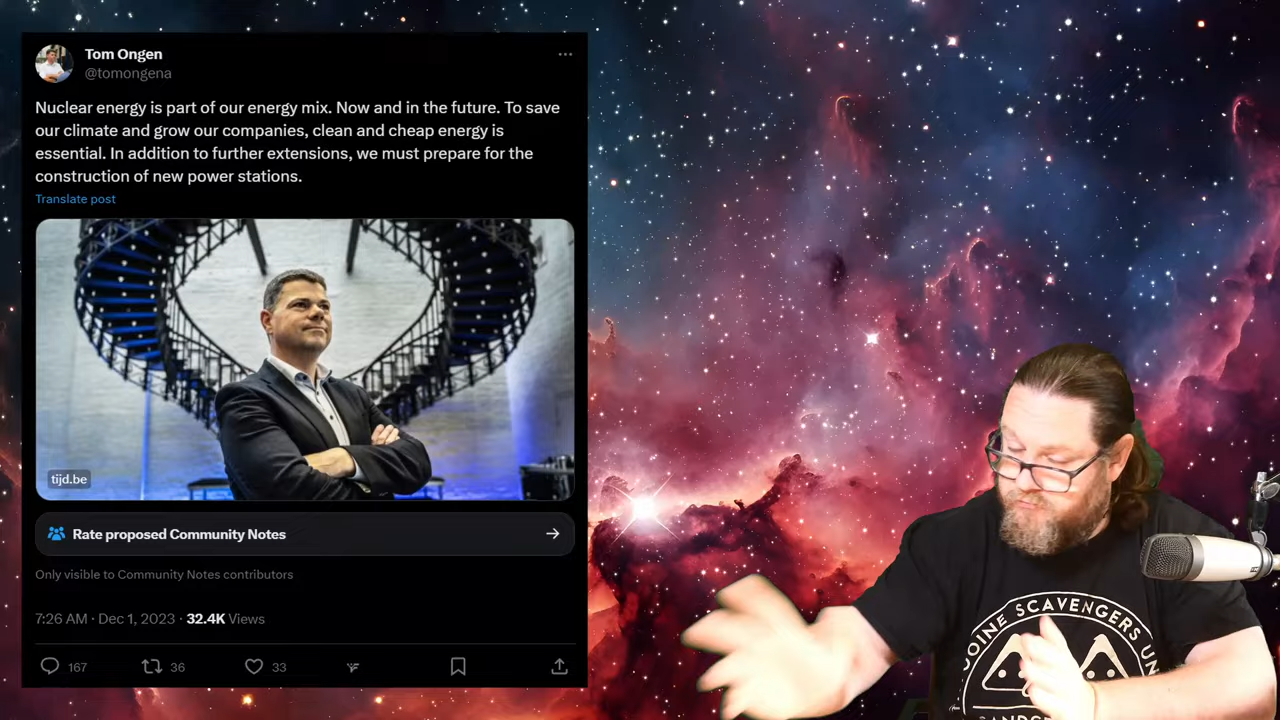 Tom Ongen
@tomongena
Nuclear energy is part of our energy mix. Now and in the future. To save
our climate and grow our companies, clean and cheap energy is
essential. In addition to further extensions, we must prepare for the
construction of new power stations.
Translate post
tijd.be
Rate proposed Community Notes
Only visible to Community Notes contributors
7:26 AM · Dec 1, 2023 · 32.4K Views
167 36 33
SCAVENGERS